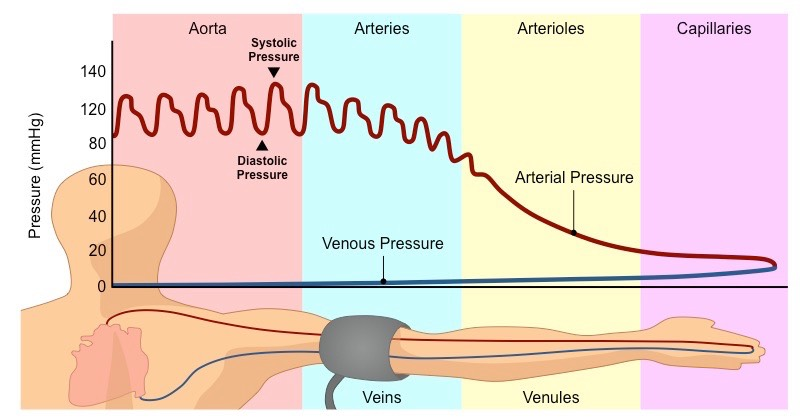 Aorta
Arteries
Arterioles
Capillaries
Systolic
Pressure
140
120
80
60
40
20
0
Pressure (mmHg)
Diastolic
Pressure
Arterial Pressure
Venous Pressure
Veins
Venules